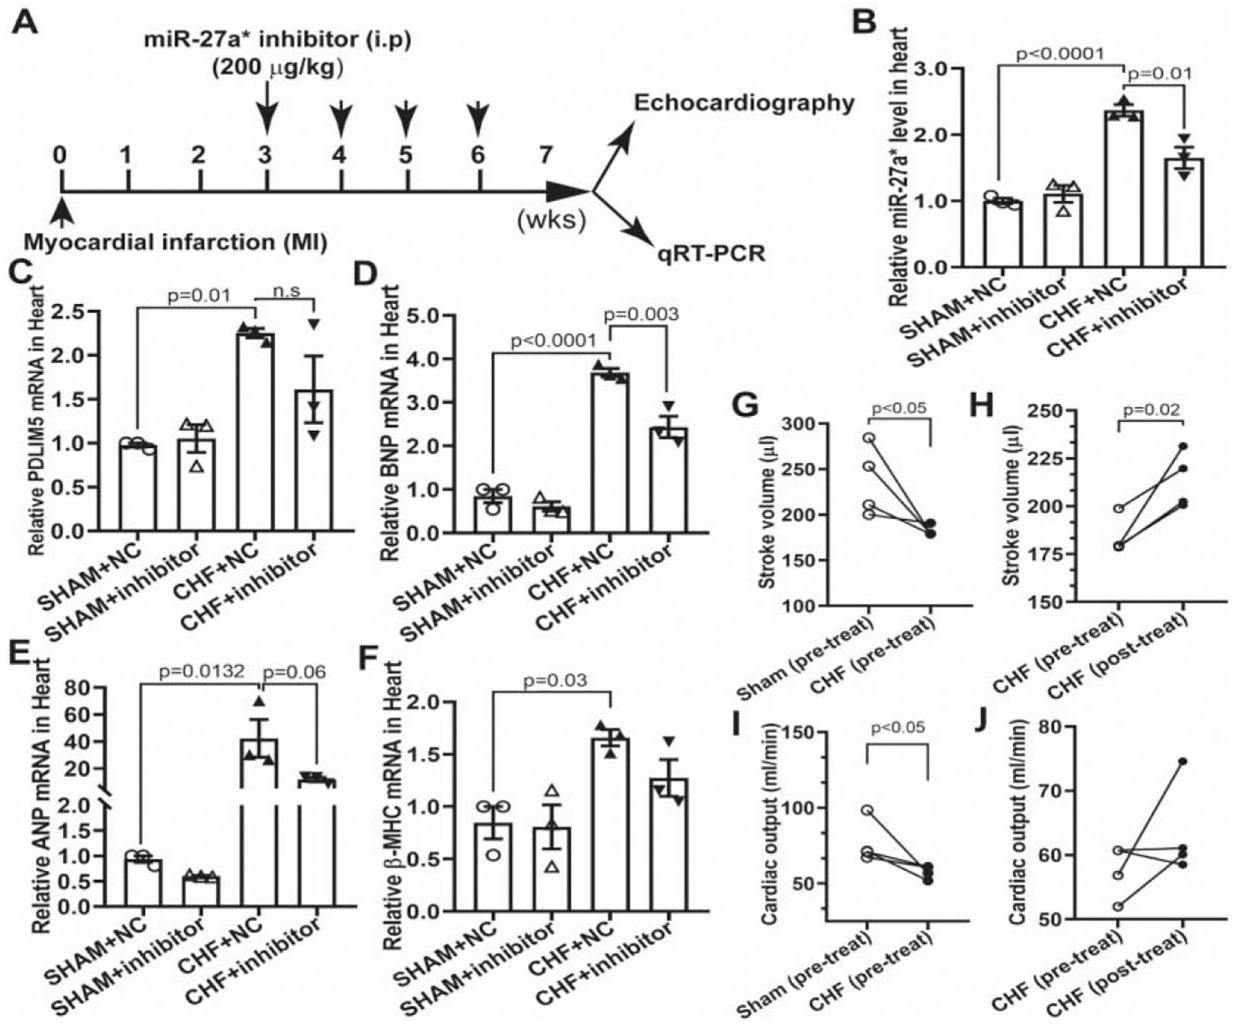 A
miR-27a* inhibitor (i.p)
(200 µg/kg)
0 1 2 3 4 5 6 7
(wks)
Myocardial infarction (MI)
Echocardiography
qRT-PCR
B
Relative miR-27a* level in heart
p<0.0001
p=0.01
3.0
2.0
1.0
0.0
SHAM+NC
SHAM+inhibitor
CHF+NC
CHF+inhibitor
C
Relative PDLIM5 mRNA in Heart
p=0.01
n.s
2.5
2.0
1.5
1.0
0.5
0.0
SHAM+NC
SHAM+inhibitor
CHF+NC
CHF+inhibitor
D
Relative BNP mRNA in Heart
p<0.0001
p=0.003
5.0
4.0
3.0
2.0
1.0
0.0
SHAM+NC
SHAM+inhibitor
CHF+NC
CHF+inhibitor
G
Stroke volume (µl)
p<0.05
300
250
200
150
100
Sham (pre-treat)
CHF (pre-treat)
H
Stroke volume (µl)
p=0.02
250
225
200
175
150
CHF (pre-treat)
CHF (post-treat)
E
Relative ANP mRNA in Heart
p=0.0132
p=0.06
80
60
40
20
2.0
1.5
1.0
0.5
0.0
SHAM+NC
SHAM+inhibitor
CHF+NC
CHF+inhibitor
F
Relative β-MHC mRNA in Heart
p=0.03
2.0
1.5
1.0
0.5
0.0
SHAM+NC
SHAM+inhibitor
CHF+NC
CHF+inhibitor
I
Cardiac output (ml/min)
p<0.05
150
100
50
Sham (pre-treat)
CHF (pre-treat)
J
Cardiac output (ml/min)
80
70
60
50
CHF (pre-treat)
CHF (post-treat)